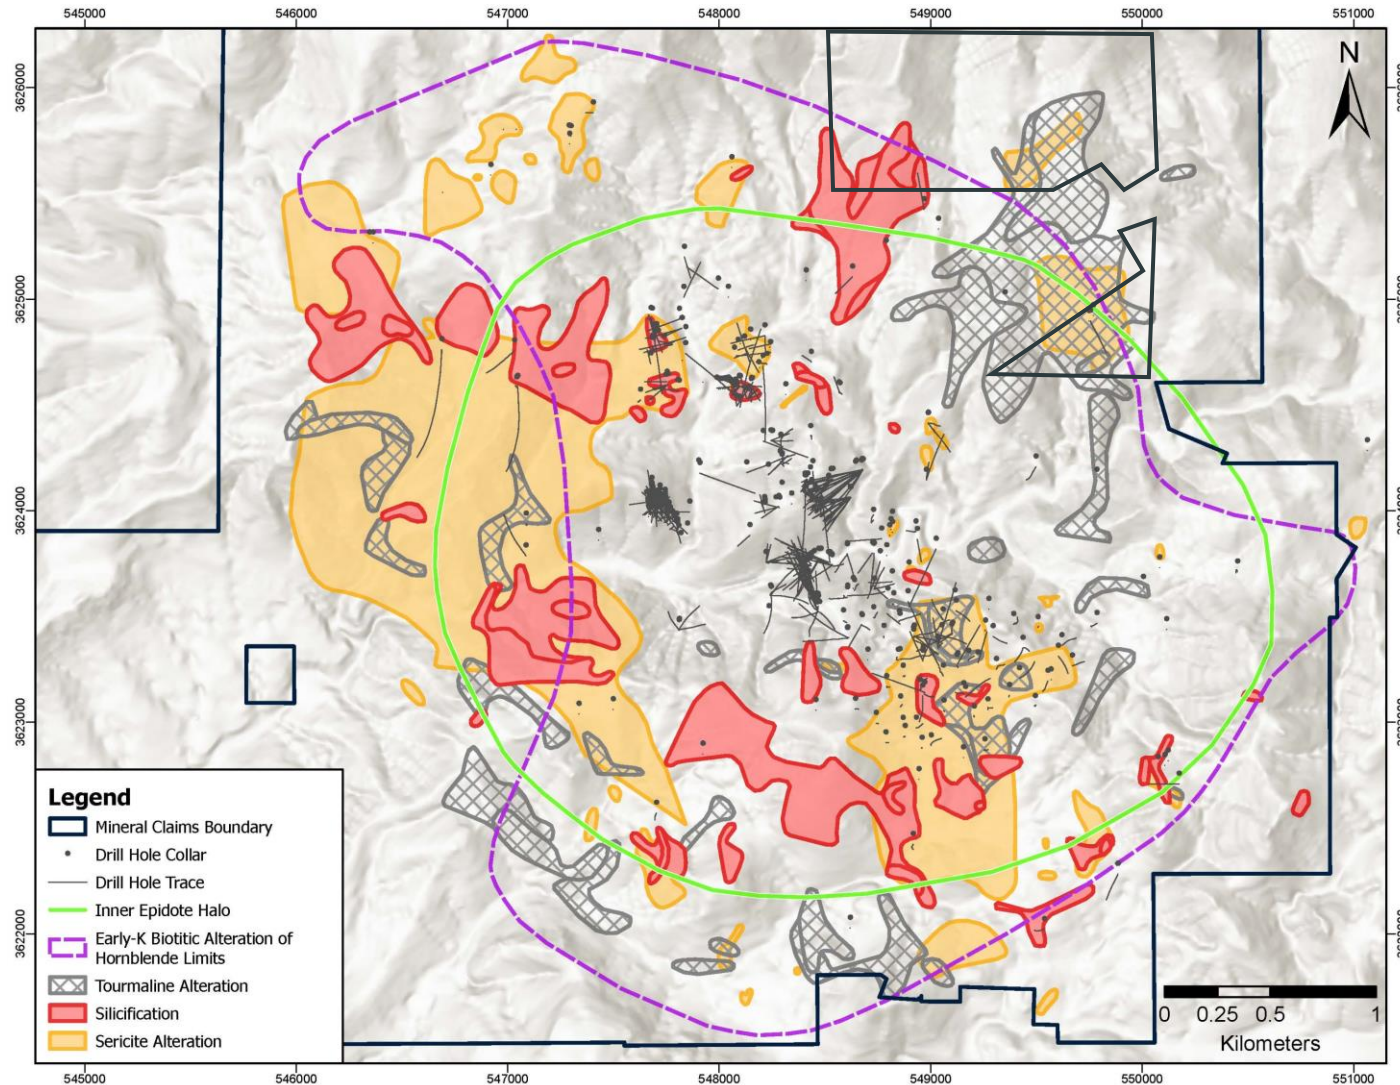 545000 546000 547000 548000 549000 550000 551000
N
3626000
3625000
3624000
3623000
3622000
Legend
Mineral Claims Boundary
Drill Hole Collar
Drill Hole Trace
Inner Epidote Halo
Early-K Biotitic Alteration of
Hornblende Limits
Tourmaline Alteration
Silicification
Sericite Alteration
0 0.25 0.5 1
Kilometers
545000 546000 547000 548000 549000 550000 551000